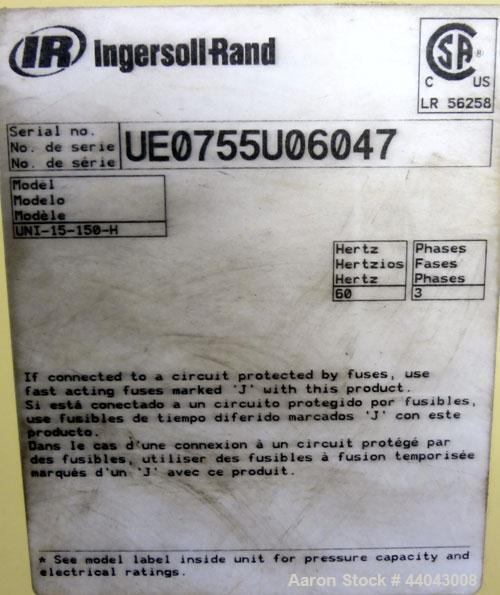 IR Ingersoll-Rand
CSA ®
C US
LR 56258
Serial no.
No. de serie
No. de série
UE0755U06047
Model
Modelo
Modèle
UNI-15-150-H
Hertz
Hertzios
Hertz
60
Phases
Fases
Phases
3
If connected to a circuit protected by fuses, use
fast acting fuses marked 'J' with this product.
Si está conectado a un circuito protegido por fusibles,
use fusibles de tiempo diferido marcados 'J' con este
producto.
Dans le cas d'une connexion à un circuit protégé par
des fusibles, utiliser des fusibles à fusion temporisée
marqués d'un 'J' avec ce produit.
* See model label inside unit for pressure capacity and
electrical ratings.
Aaron Stock # 44043008